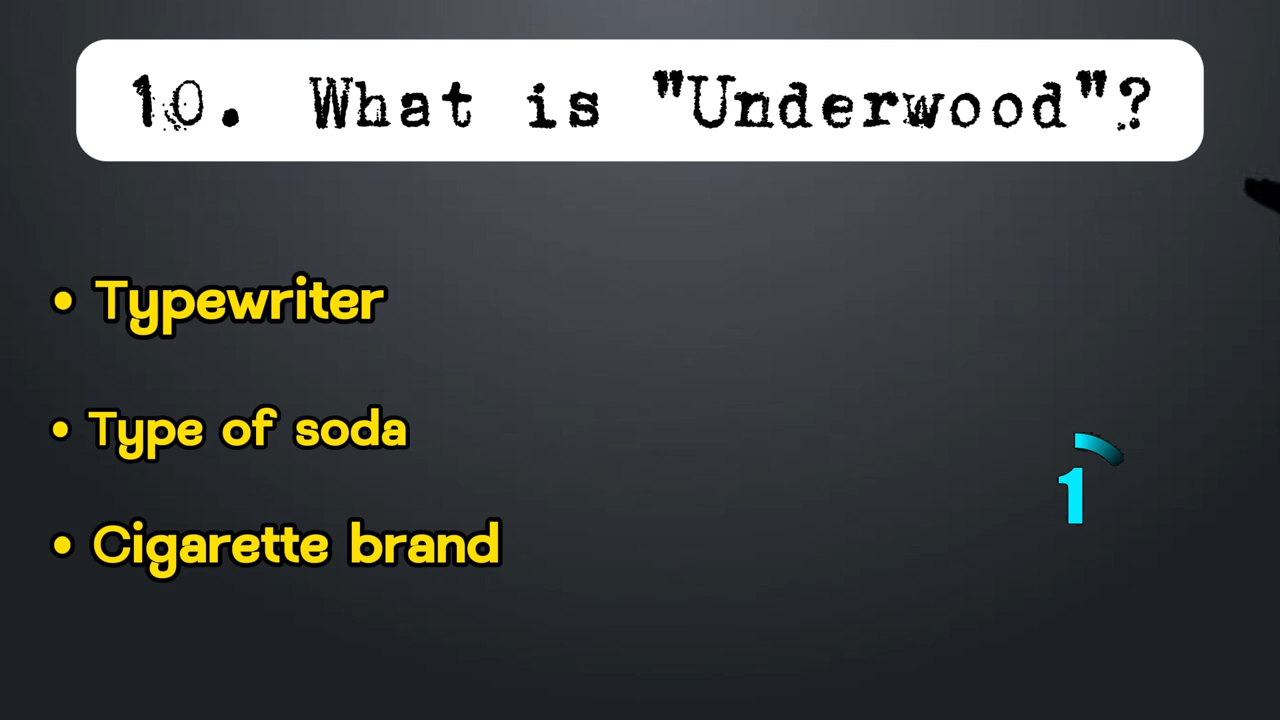 10. What is "Underwood"?
• Typewriter
• Type of soda
• Cigarette brand
1